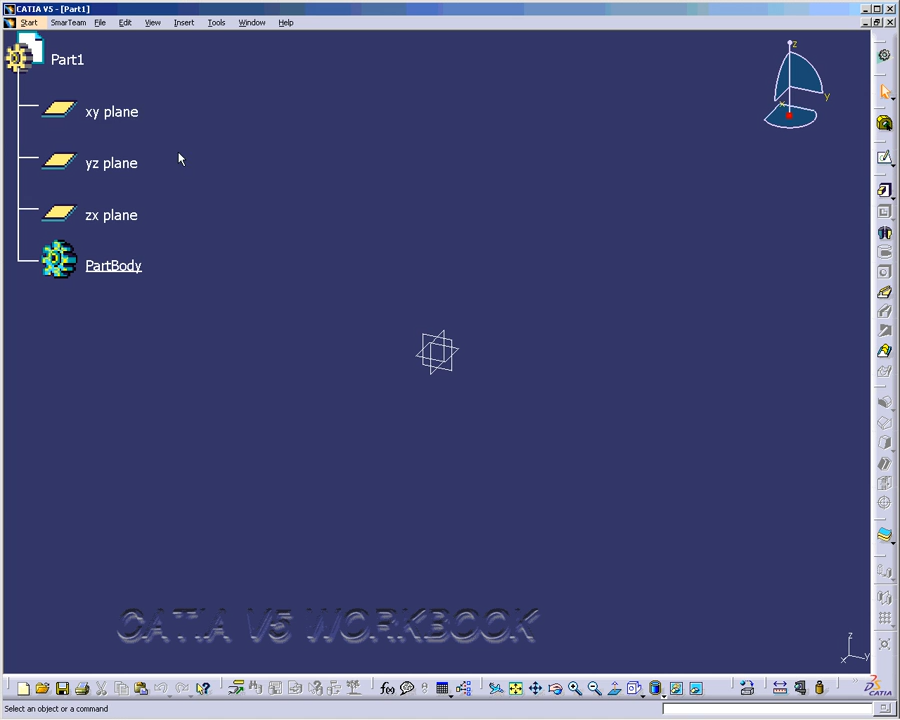 CATIA V5 - [Part1]
Start SmarTeam File Edit View Insert Tools Window Help
Part1
xy plane
yz plane
zx plane
PartBody
z
y
x
CATIA V5 WORKBOOK
z
x y
f(x)
CATIA
Select an object or a command